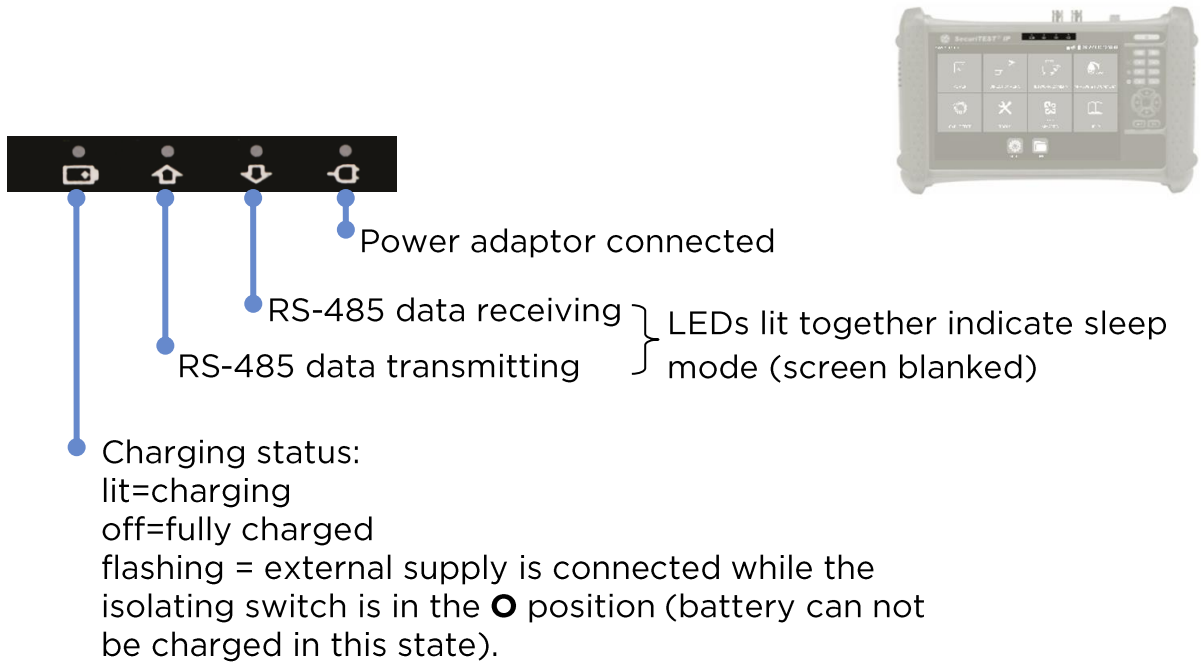 SecuriTEST IP
Power adaptor connected
RS-485 data receiving
LEDs lit together indicate sleep
mode (screen blanked)
RS-485 data transmitting
Charging status:
lit=charging
off=fully charged
flashing = external supply is connected while the
isolating switch is in the O position (battery can not
be charged in this state).